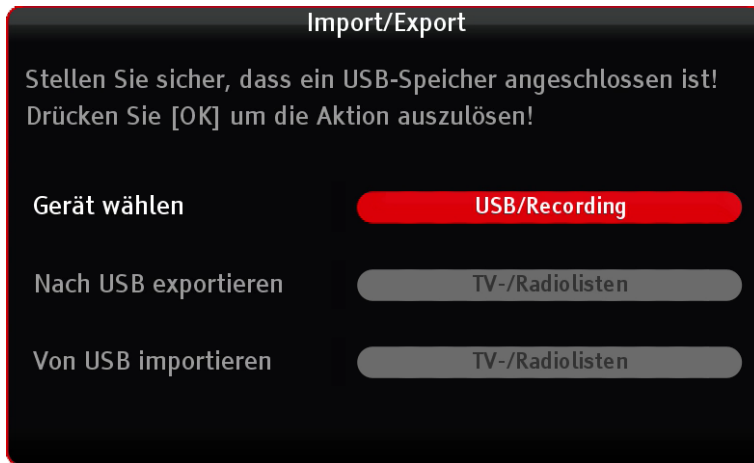 Import/Export
Stellen Sie sicher, dass ein USB-Speicher angeschlossen ist!
Drücken Sie [OK] um die Aktion auszulösen!
Gerät wählen USB/Recording
Nach USB exportieren TV-/Radiolisten
Von USB importieren TV-/Radiolisten